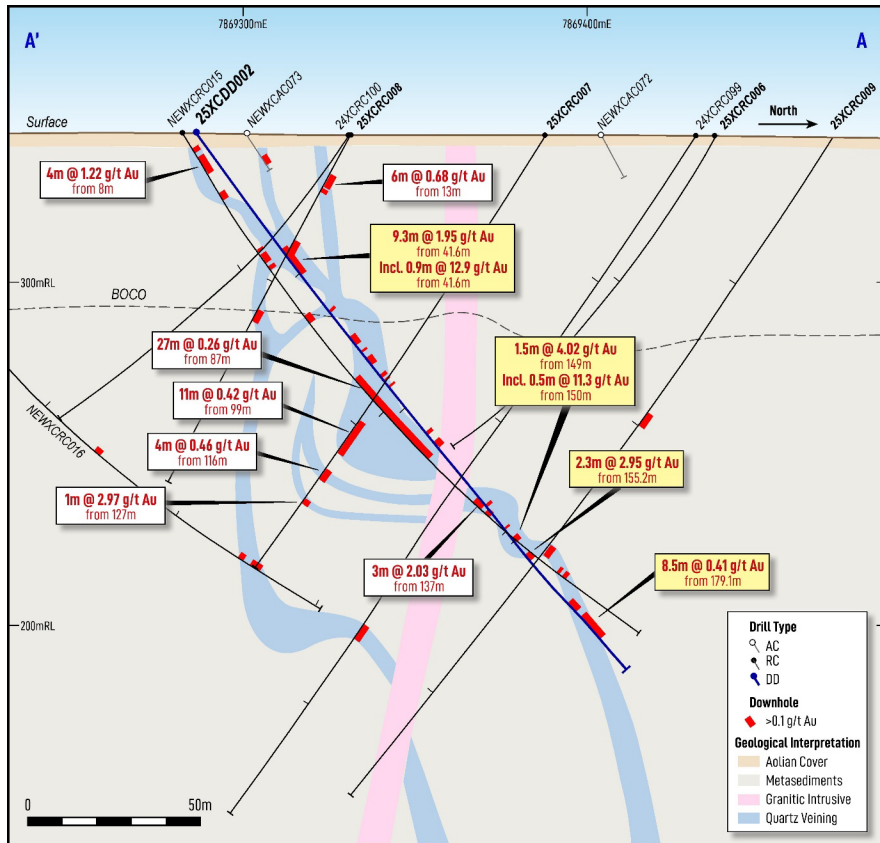 7869300mE
7869400mE
A'
A
NEWXCRC015
25XCDD002
NEWXCAC073
24XCRC100
25XCRC008
25XCRC007
NEWXCAC072
24XCRC099
25XCRC006
25XCRC009
North
Surface
4m @ 1.22 g/t Au
from 8m
6m @ 0.68 g/t Au
from 13m
9.3m @ 1.95 g/t Au
from 41.6m
Incl. 0.9m @ 12.9 g/t Au
from 41.6m
300mRL
300mRL
BOCO
27m @ 0.26 g/t Au
from 87m
1.5m @ 4.02 g/t Au
from 149m
Incl. 0.5m @ 11.3 g/t Au
from 150m
11m @ 0.42 g/t Au
from 99m
NEWXCRC016
4m @ 0.46 g/t Au
from 116m
2.3m @ 2.95 g/t Au
from 155.2m
1m @ 2.97 g/t Au
from 127m
3m @ 2.03 g/t Au
from 137m
8.5m @ 0.41 g/t Au
from 179.1m
200mRL
200mRL
Drill Type
AC
RC
DD
Downhole
>0.1 g/t Au
Geological Interpretation
Aolian Cover
Metasediments
Granitic Intrusive
Quartz Veining
0
50m